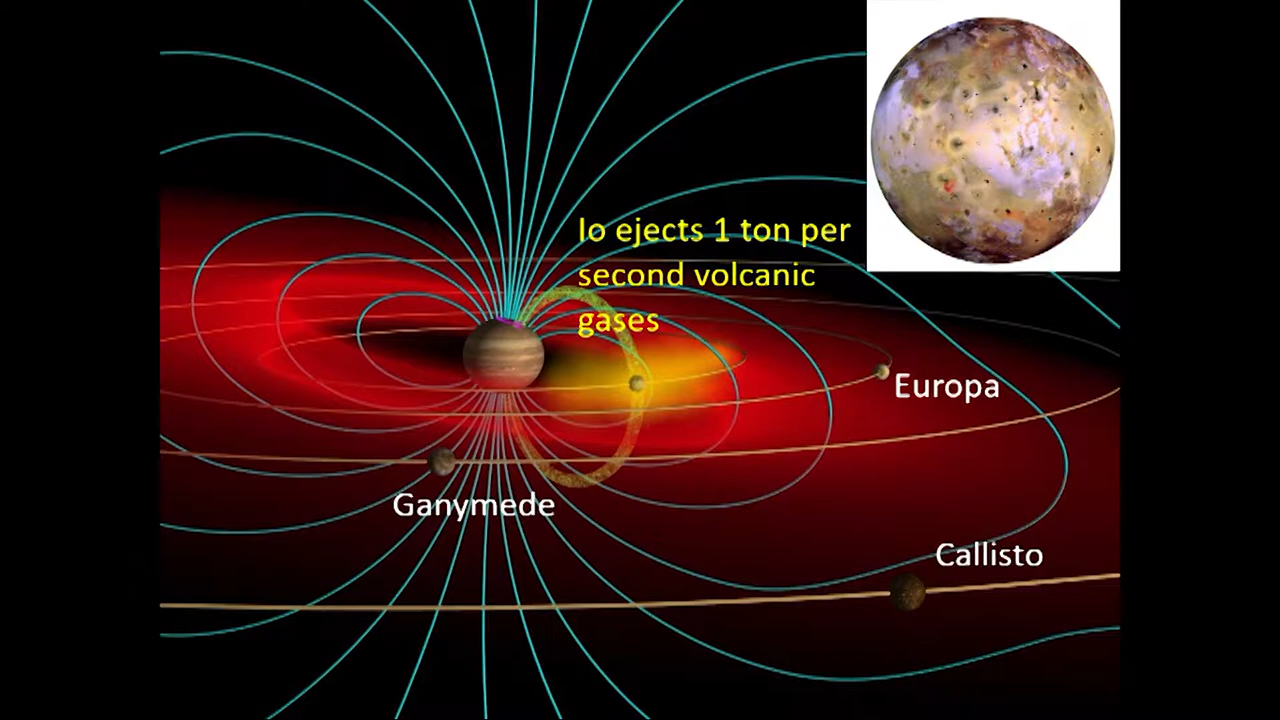 Io ejects 1 ton per
second volcanic
gases
Europa
Ganymede
Callisto